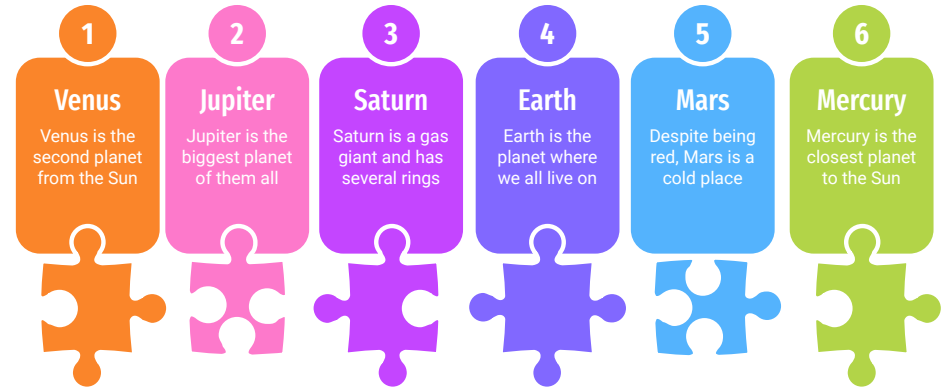 1
Venus
Venus is the
second planet
from the Sun
2
Jupiter
Jupiter is the
biggest planet
of them all
3
Saturn
Saturn is a gas
giant and has
several rings
4
Earth
Earth is the
planet where
we all live on
5
Mars
Despite being
red, Mars is a
cold place
6
Mercury
Mercury is the
closest planet
to the Sun